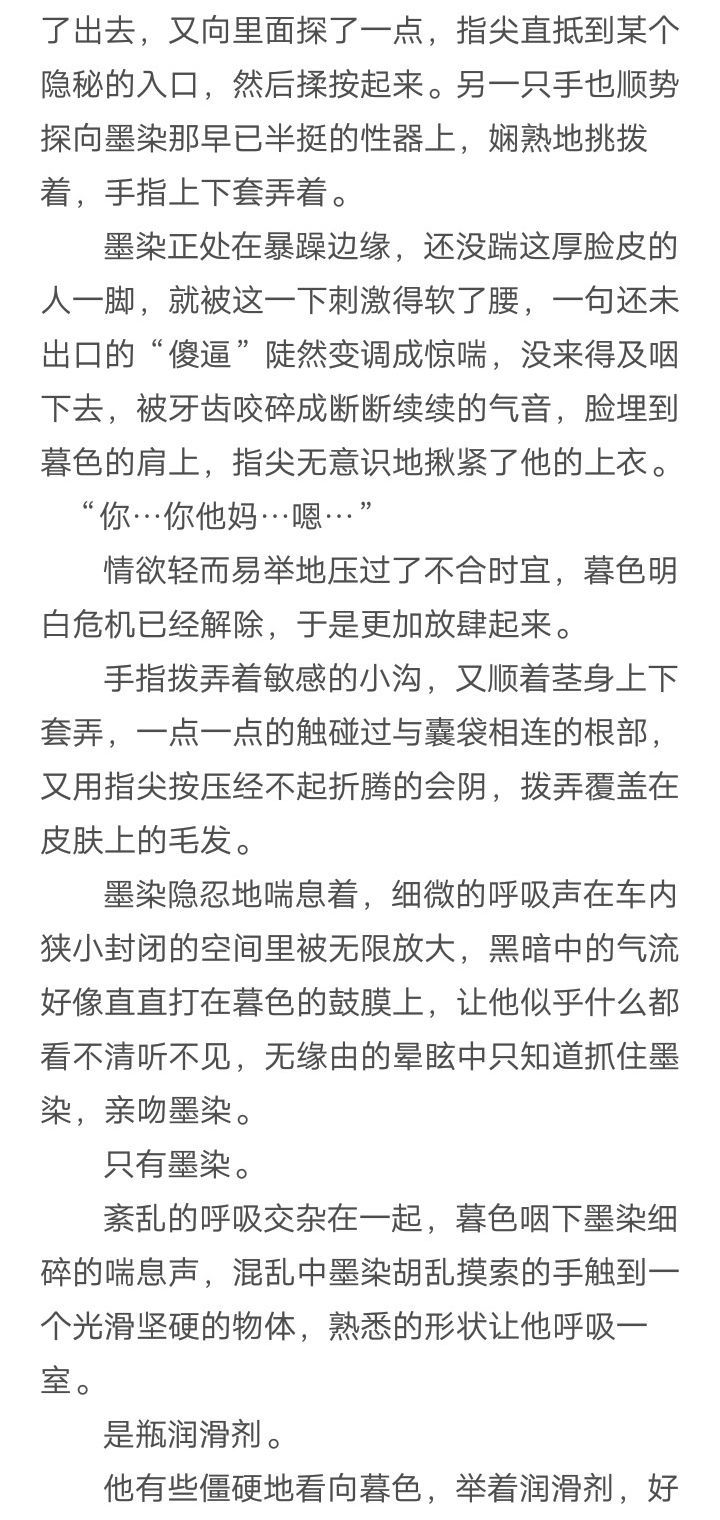 了出去，又向里面探了一点，指尖直抵到某个
隐秘的入口，然后揉按起来。另一只手也顺势
探向墨染那早已半挺的性器上，娴熟地挑拨
着，手指上下套弄着。
墨染正处在暴躁边缘，还没踹这厚脸皮的
人一脚，就被这一下刺激得软了腰，一句还未
出口的“傻逼”陡然变调成惊喘，没来得及咽
下去，被牙齿咬碎成断断续续的气音，脸埋到
暮色的肩上，指尖无意识地揪紧了他的上衣。
“你…你他妈…嗯…”
情欲轻而易举地压过了不合时宜，暮色明
白危机已经解除，于是更加放肆起来。
手指拨弄着敏感的小沟，又顺着茎身上下
套弄，一点一点的触碰过与囊袋相连的根部，
又用指尖按压经不起折腾的会阴，拨弄覆盖在
皮肤上的毛发。
墨染隐忍地喘息着，细微的呼吸声在车内
狭小封闭的空间里被无限放大，黑暗中的气流
好像直直打在暮色的鼓膜上，让他似乎什么都
看不清听不见，无缘由的晕眩中只知道抓住墨
染，亲吻墨染。
只有墨染。
紊乱的呼吸交杂在一起，暮色咽下墨染细
碎的喘息声，混乱中墨染胡乱摸索的手触到一
个光滑坚硬的物体，熟悉的形状让他呼吸一
窒。
是瓶润滑剂。
他有些僵硬地看向暮色，举着润滑剂，好